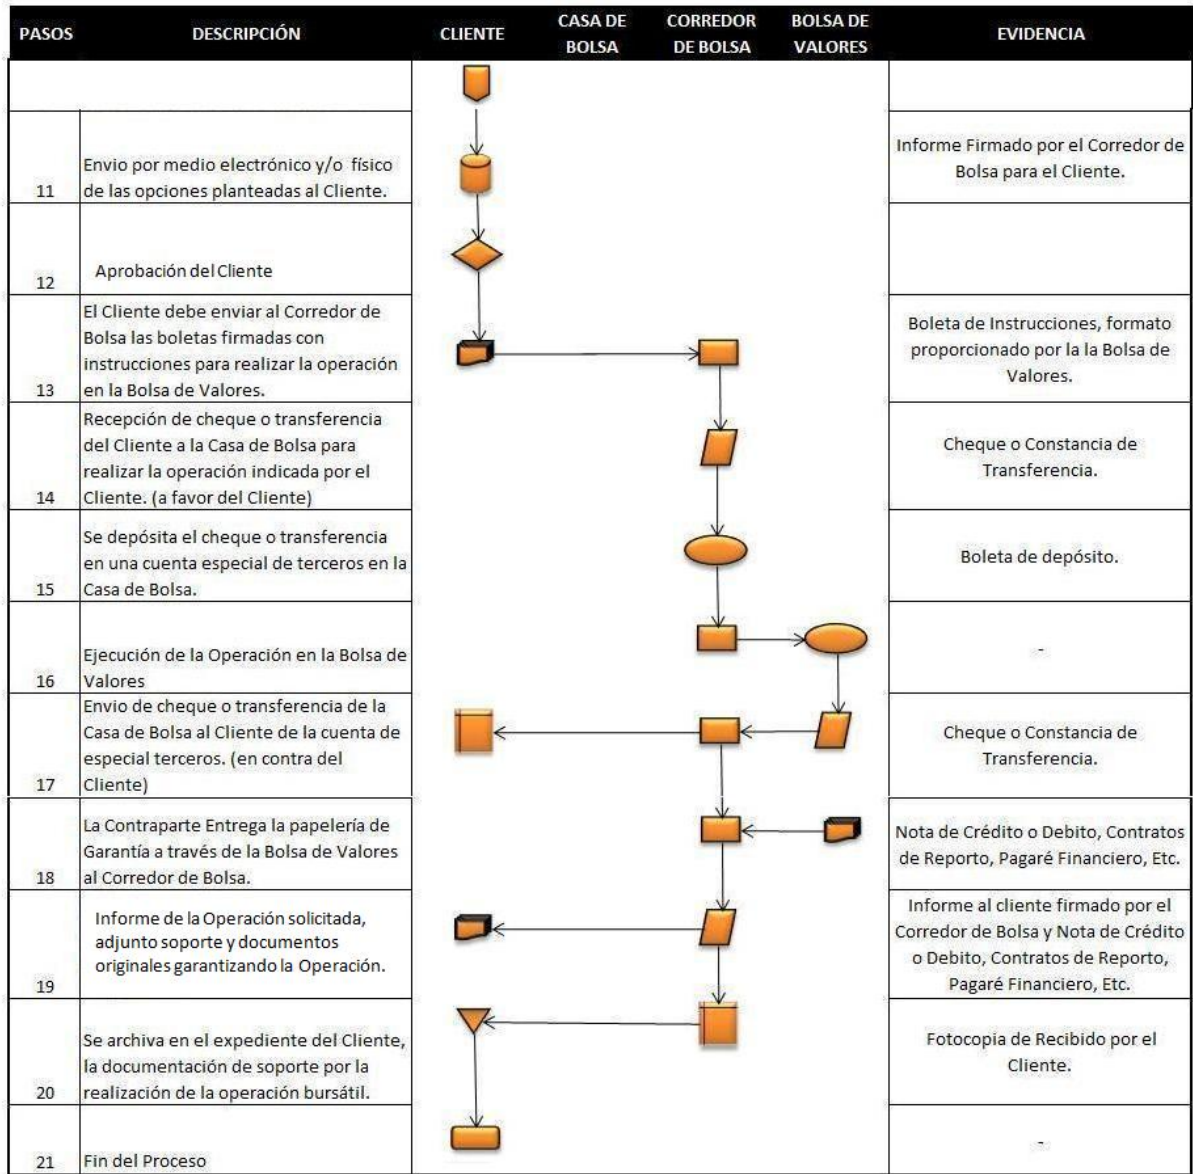 PASOS DESCRIPCIÓN CLIENTE CASA DE BOLSA CORREDOR DE BOLSA BOLSA DE VALORES EVIDENCIA
11
Envio por medio electrónico y/o físico
de las opciones planteadas al Cliente.
Informe Firmado por el Corredor de
Bolsa para el Cliente.
12
Aprobación del Cliente
13
El Cliente debe enviar al Corredor de
Bolsa las boletas firmadas con
instrucciones para realizar la operación
en la Bolsa de Valores.
Boleta de Instrucciones, formato
proporcionado por la la Bolsa de
Valores.
14
Recepción de cheque o transferencia
del Cliente a la Casa de Bolsa para
realizar la operación indicada por el
Cliente. (a favor del Cliente)
Cheque o Constancia de
Transferencia.
15
Se depósita el cheque o transferencia
en una cuenta especial de terceros en la
Casa de Bolsa.
Boleta de depósito.
16
Ejecución de la Operación en la Bolsa de
Valores
-
17
Envio de cheque o transferencia de la
Casa de Bolsa al Cliente de la cuenta de
especial terceros. (en contra del
Cliente)
Cheque o Constancia de
Transferencia.
18
La Contraparte Entrega la papelería de
Garantía a través de la Bolsa de Valores
al Corredor de Bolsa.
Nota de Crédito o Debito, Contratos
de Reporto, Pagaré Financiero, Etc.
19
Informe de la Operación solicitada,
adjunto soporte y documentos
originales garantizando la Operación.
Informe al cliente firmado por el
Corredor de Bolsa y Nota de Crédito
o Debito, Contratos de Reporto,
Pagaré Financiero, Etc.
20
Se archiva en el expediente del Cliente,
la documentación de soporte por la
realización de la operación bursátil.
Fotocopia de Recibido por el
Cliente.
21
Fin del Proceso
-